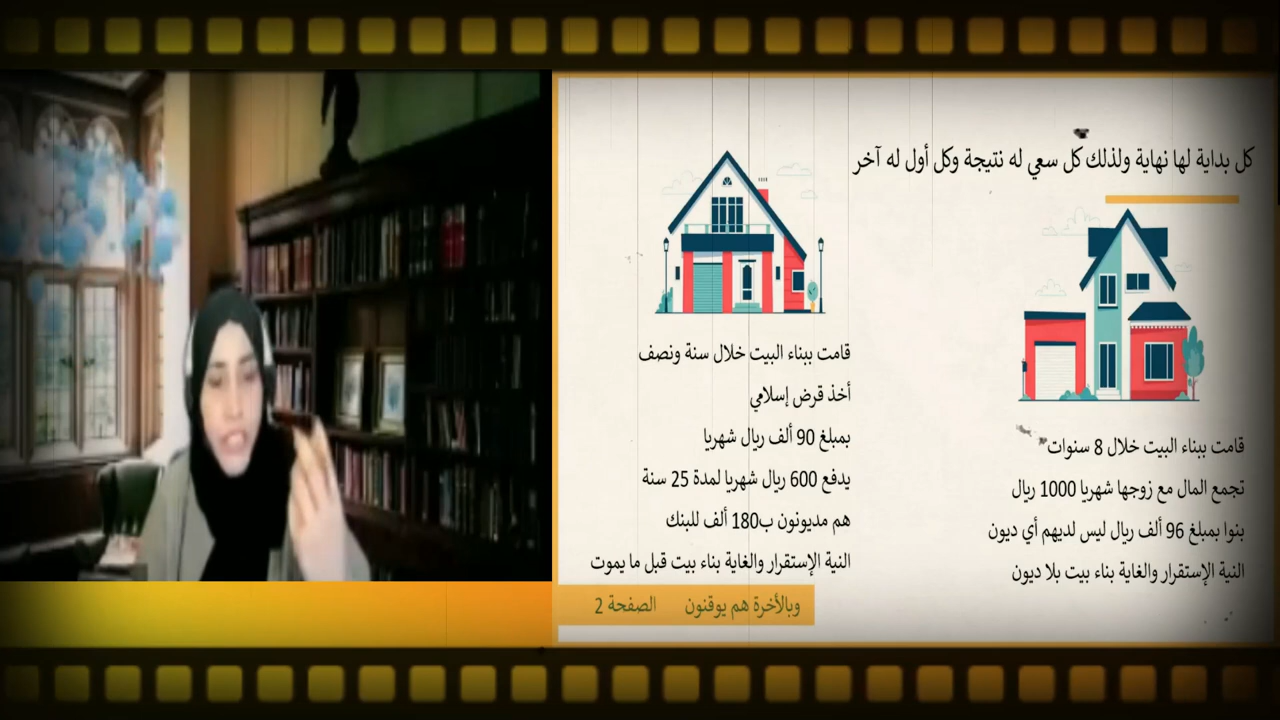 كل بداية لها نهاية ولذلك كل سعي له نتيجة وكل أول له آخر
قامت ببناء البيت خلال 8 سنوات
تجمع المال مع زوجها شهريا 1000 ريال
بنوا بمبلغ 96 ألف ريال ليس لديهم أي ديون
النية الإستقرار والغاية بناء بيت بلا ديون
قامت ببناء البيت خلال سنة ونصف
أخذ قرض إسلامي
بمبلغ 90 ألف ريال شهريا
يدفع 600 ريال شهريا لمدة 25 سنة
هم مديونون ب180 ألف للبنك
النية الإستقرار والغاية بناء بيت قبل ما يموت
وبالأخرة هم يوقنون الصفحة 2